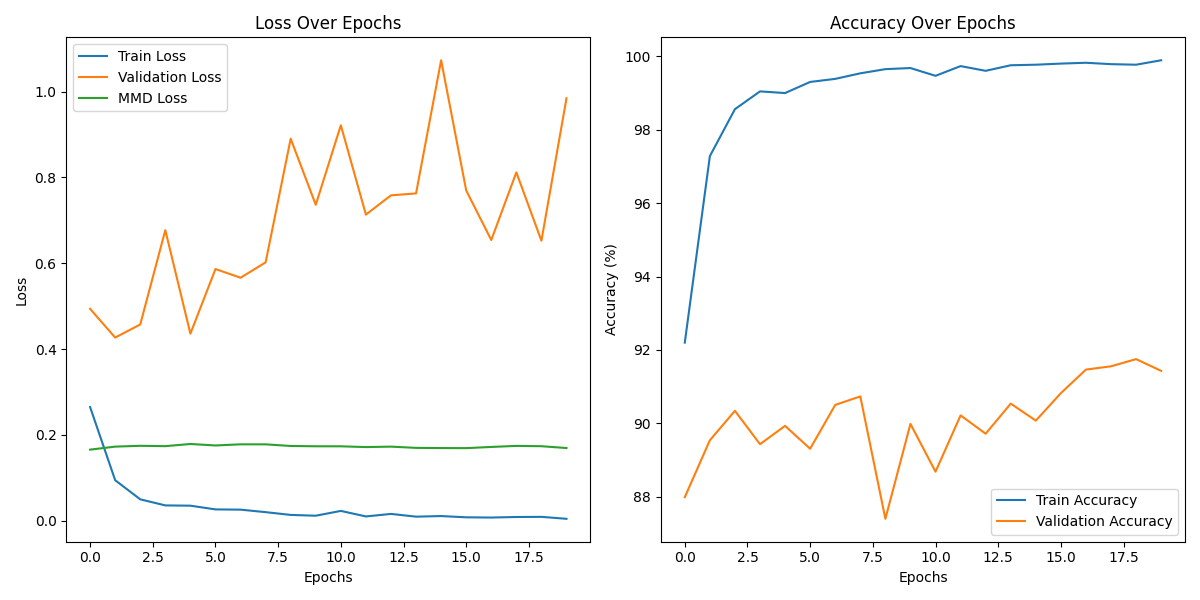 Loss Over Epochs
Train Loss
Validation Loss
MMD Loss
Loss
1.0
0.8
0.6
0.4
0.2
0.0
0.0 2.5 5.0 7.5 10.0 12.5 15.0 17.5
Epochs
Accuracy Over Epochs
Accuracy (%)
100
98
96
94
92
90
88
Train Accuracy
Validation Accuracy
0.0 2.5 5.0 7.5 10.0 12.5 15.0 17.5
Epochs